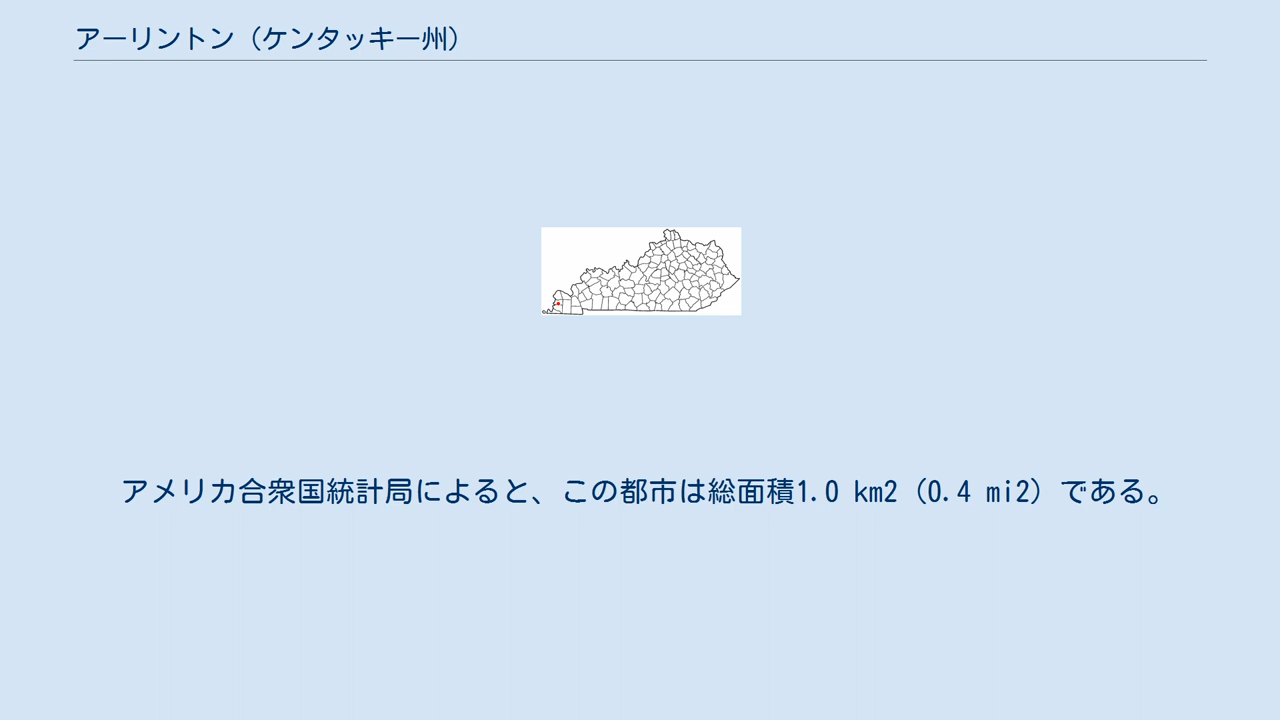 アーリントン（ケンタッキー州）
アメリカ合衆国統計局によると、この都市は総面積1.0 km2（0.4 mi2）である。